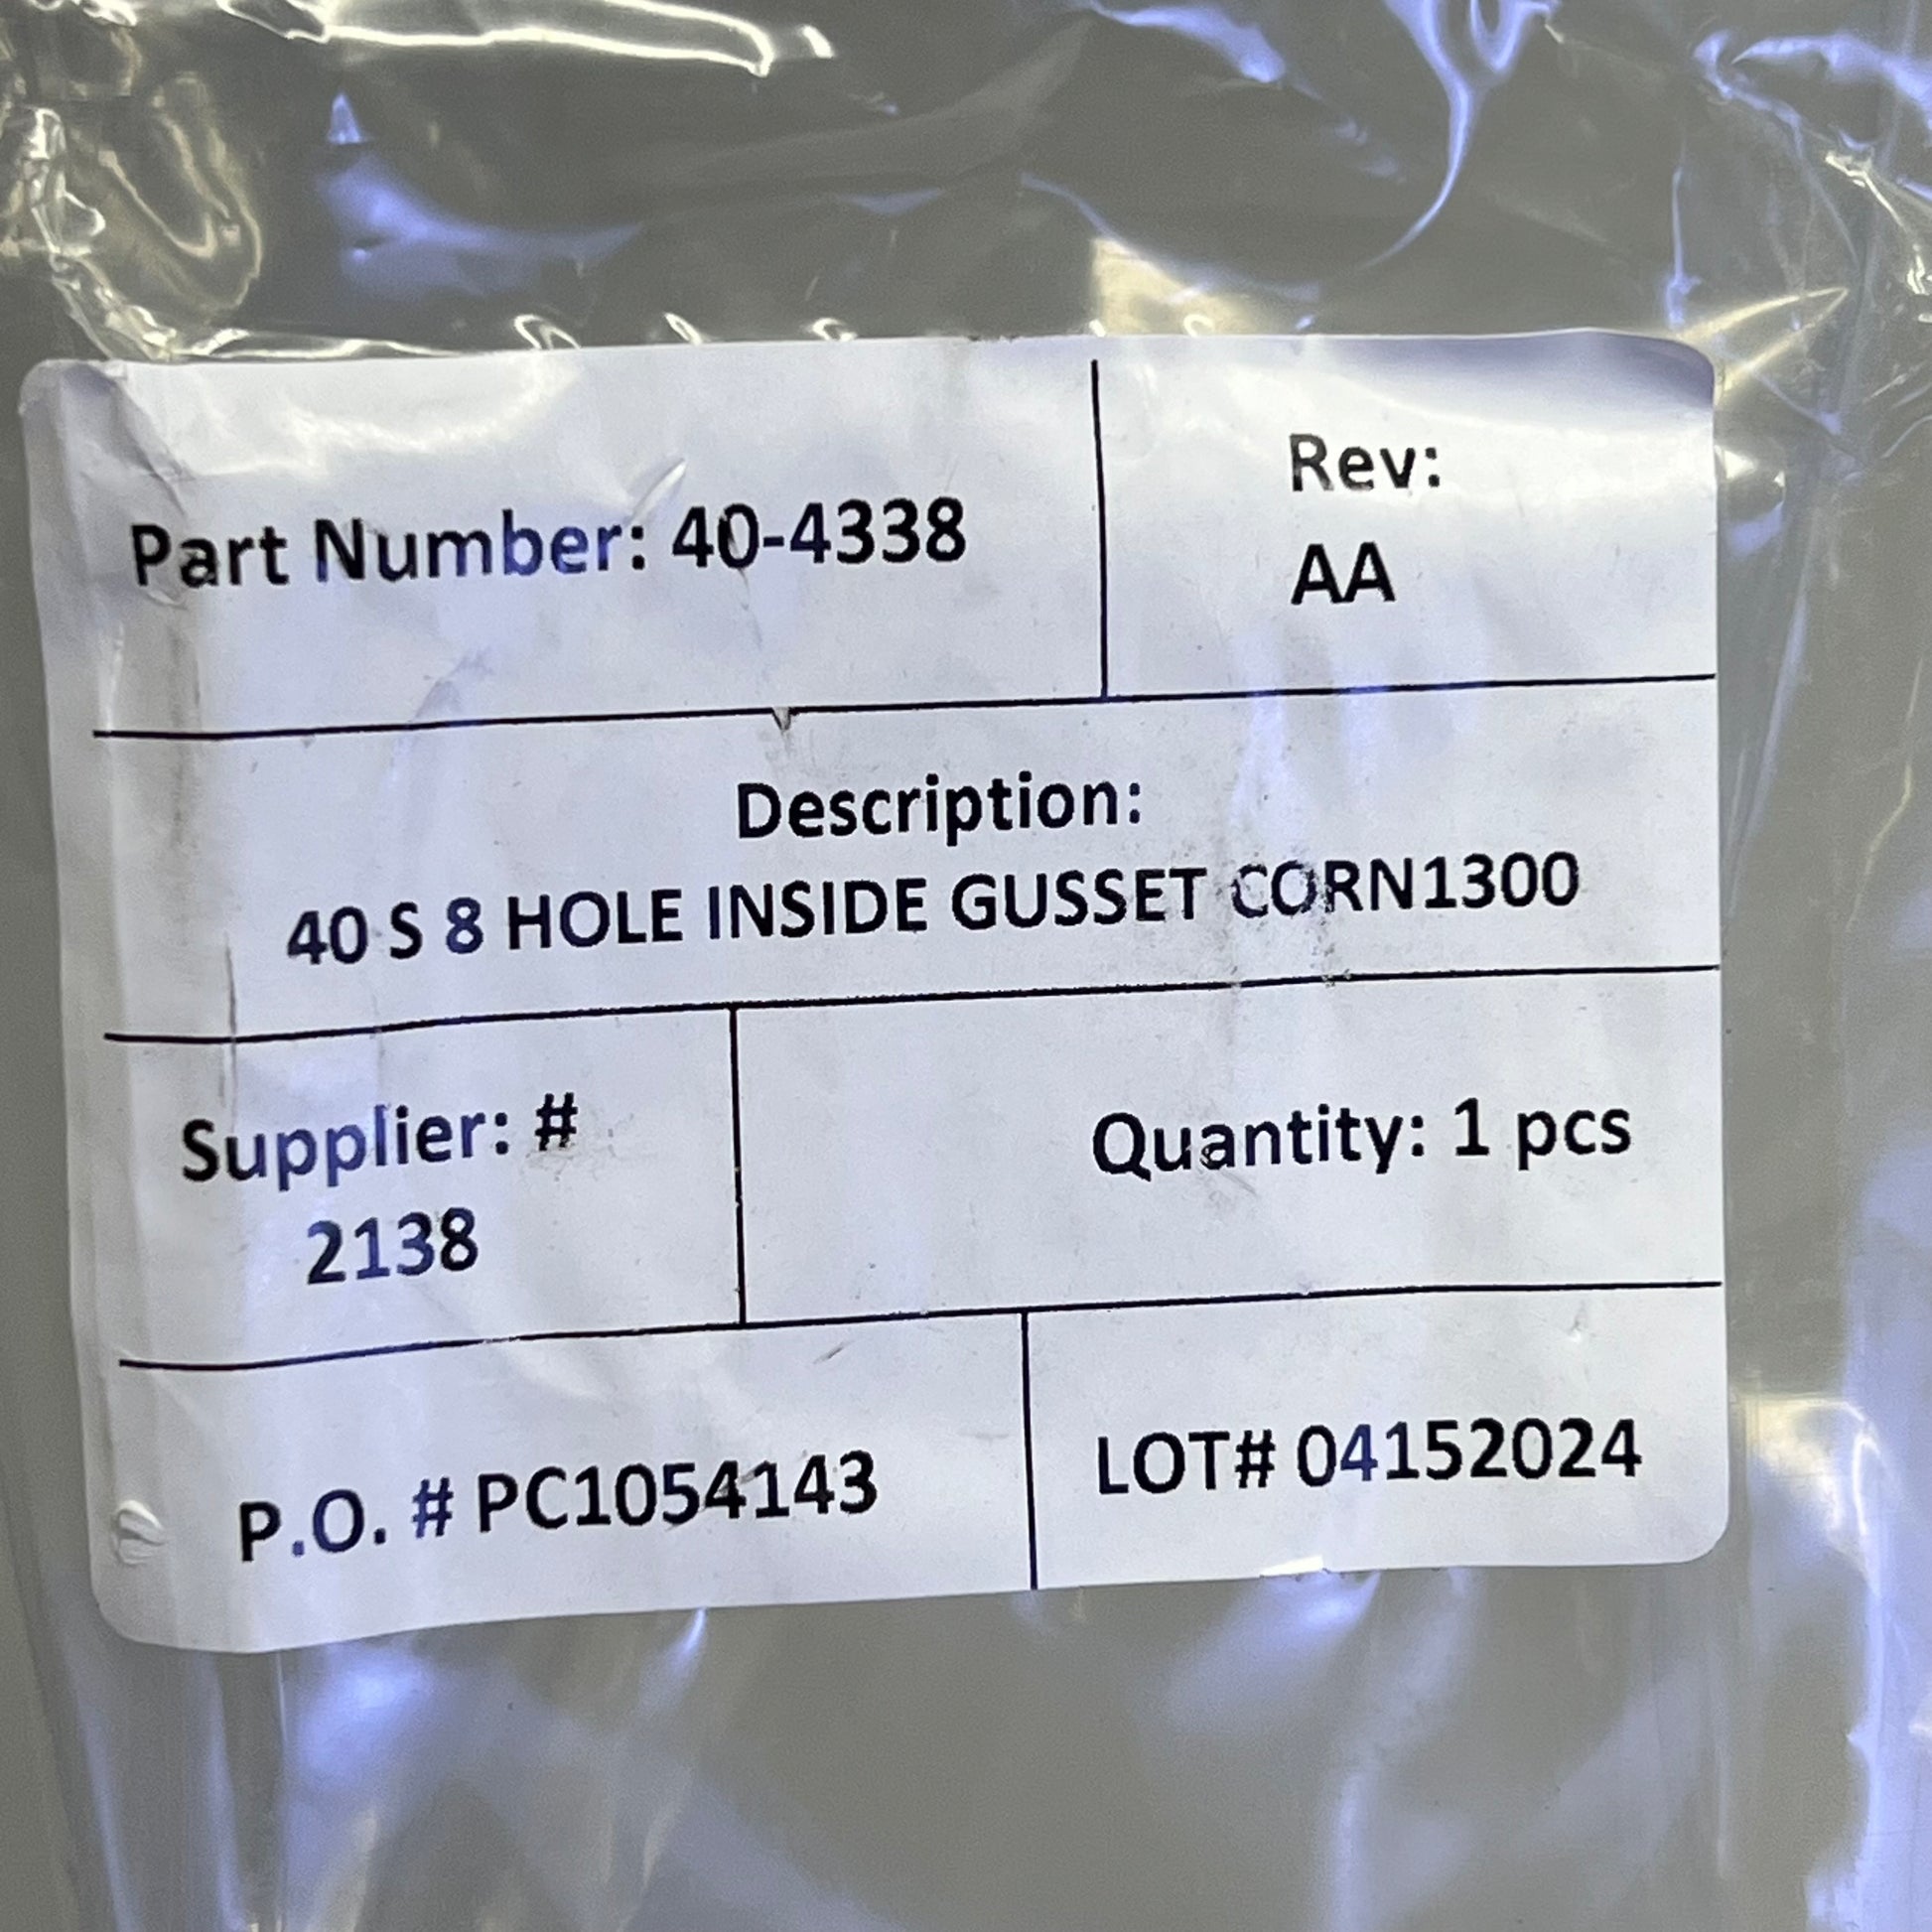 Part Number: 40-4338
Rev:
AA
Description:
40 S 8 HOLE INSIDE GUSSET CORN1300
Supplier: #
2138
Quantity: 1 pcs
P.O. # PC1054143
LOT# 04152024